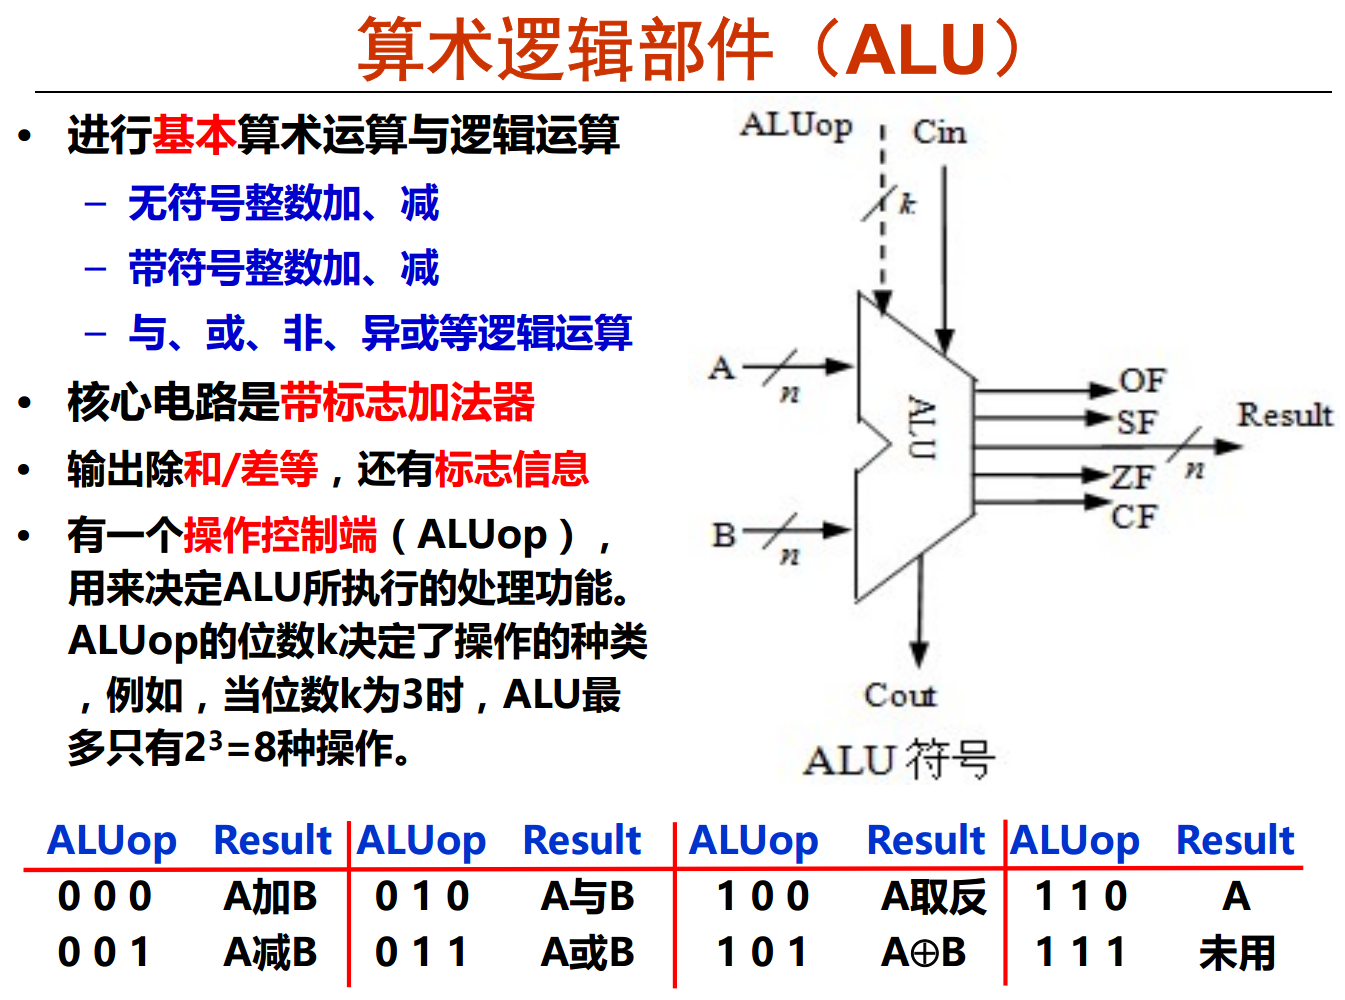 算术逻辑部件（ALU）
• 进行基本算术运算与逻辑运算
– 无符号整数加、减
– 带符号整数加、减
– 与、或、非、异或等逻辑运算
• 核心电路是带标志加法器
• 输出除和/差等，还有标志信息
• 有一个操作控制端（ALUop），
用来决定ALU所执行的处理功能。
ALUop的位数k决定了操作的种类
，例如，当位数k为3时，ALU最
多只有2³=8种操作。
ALUop Cin
k
A n
B n
ALU
OF
SF
Result
n
ZF
CF
Cout
ALU 符号
ALUop Result ALUop Result ALUop Result ALUop Result
0 0 0 A加B 0 1 0 A与B 1 0 0 A取反 1 1 0 A
0 0 1 A减B 0 1 1 A或B 1 0 1 A⊕B 1 1 1 未用